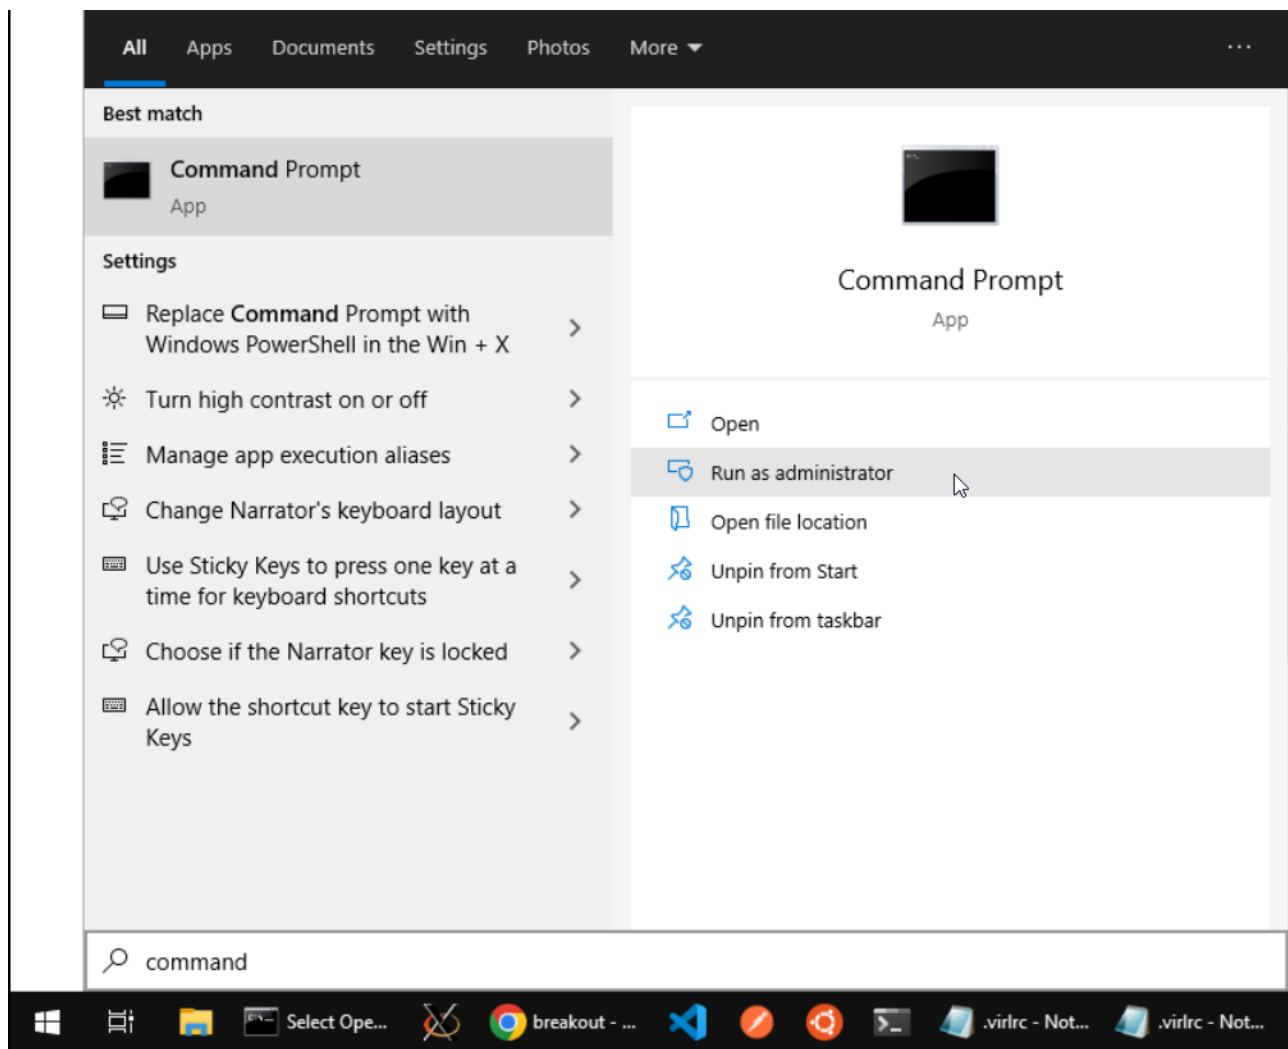 All Apps Documents Settings Photos More
Best match
Command Prompt
App
Settings
Replace Command Prompt with
Windows PowerShell in the Win + X
Turn high contrast on or off
Manage app execution aliases
Change Narrator's keyboard layout
Use Sticky Keys to press one key at a
time for keyboard shortcuts
Choose if the Narrator key is locked
Allow the shortcut key to start Sticky
Keys
Command Prompt
App
Open
Run as administrator
Open file location
Unpin from Start
Unpin from taskbar
command
Select Ope... breakout - ... .virlrc - Not... .virlrc - Not...